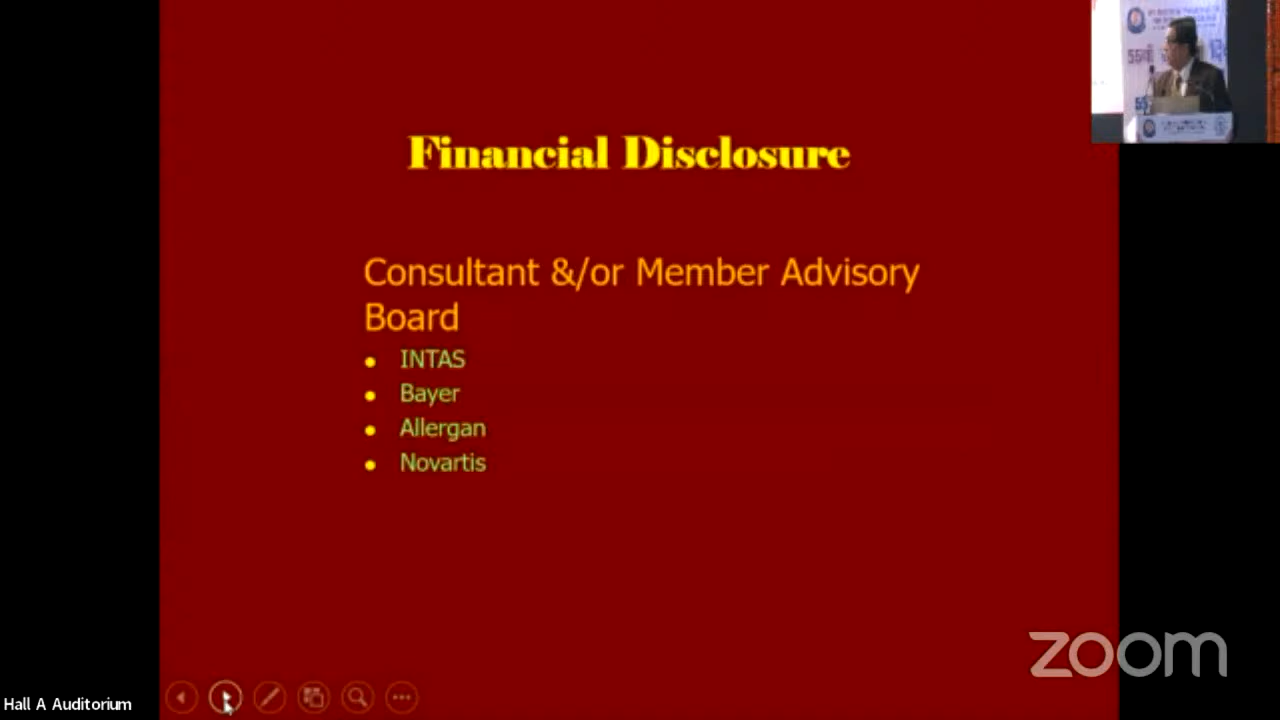 Financial Disclosure
Consultant &/or Member Advisory
Board
• INTAS
• Bayer
• Allergan
• Novartis
zoom
Hall A Auditorium